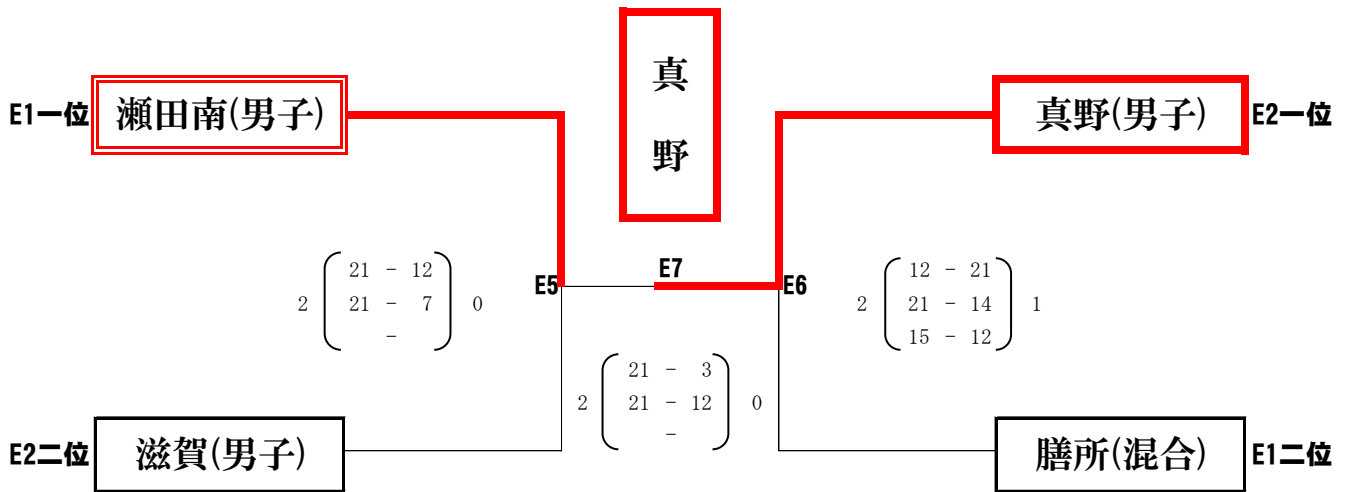 真
野
E1一位 瀬田南(男子)
真野(男子) E2一位
E5
E7
E6
2 21 - 12 0
21 - 7
-
2 12 - 21 1
21 - 14
15 - 12
2 21 - 3 0
21 - 12
-
E2二位 滋賀(男子)
膳所(混合) E1二位